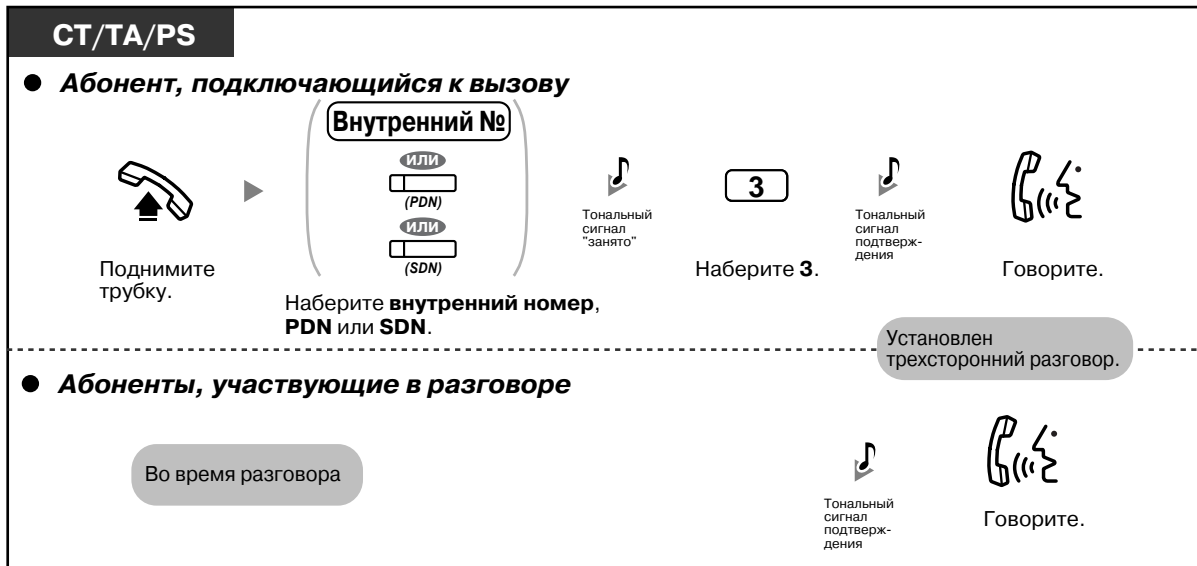 CT/TA/PS
● Абонент, подключающийся к вызову
Внутренний №
или
(PDN)
или
(SDN)
Тональный
сигнал
"занято"
3
Тональный
сигнал
подтверж-
дения
Поднимите
трубку.
Наберите внутренний номер,
PDN или SDN.
Наберите 3.
Говорите.
Установлен
трехсторонний разговор.
● Абоненты, участвующие в разговоре
Во время разговора
Тональный
сигнал
подтверж-
дения
Говорите.